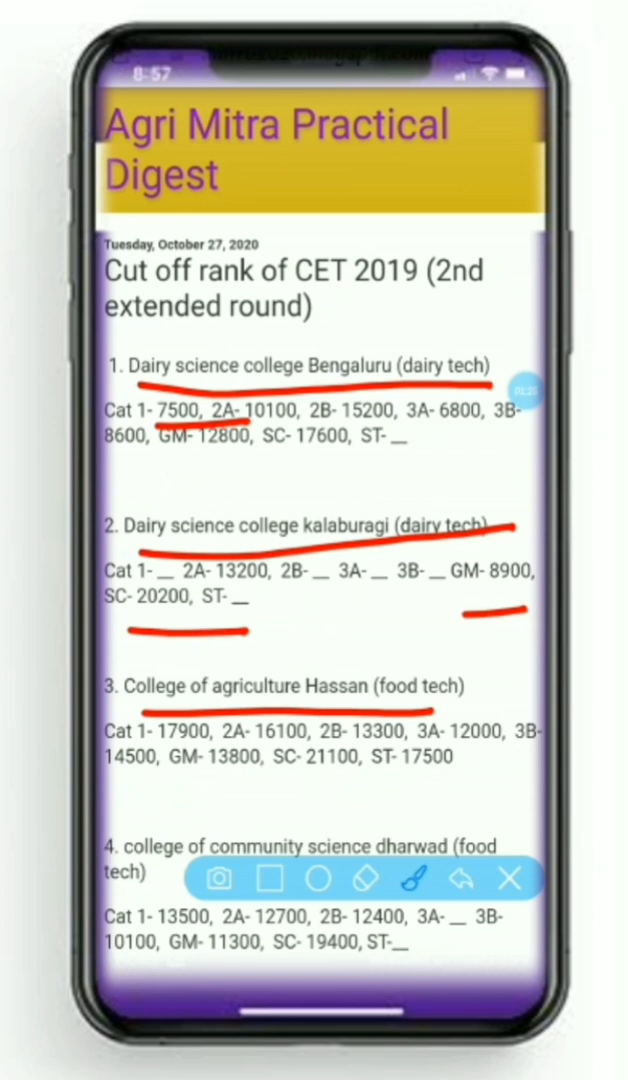 8:57
Agri Mitra Practical
Digest
Tuesday, October 27, 2020
Cut off rank of CET 2019 (2nd
extended round)
1. Dairy science college Bengaluru (dairy tech)
01:25
Cat 1- 7500, 2A- 10100, 2B- 15200, 3A- 6800, 3B-
8600, GM- 12800, SC- 17600, ST- __
2. Dairy science college kalaburagi (dairy tech)
Cat 1- __ 2A- 13200, 2B- __ 3A- __ 3B- __ GM- 8900,
SC- 20200, ST- __
3. College of agriculture Hassan (food tech)
Cat 1- 17900, 2A- 16100, 2B- 13300, 3A- 12000, 3B-
14500, GM- 13800, SC- 21100, ST- 17500
4. college of community science dharwad (food
tech)
Cat 1- 13500, 2A- 12700, 2B- 12400, 3A- __ 3B-
10100, GM- 11300, SC- 19400, ST-__